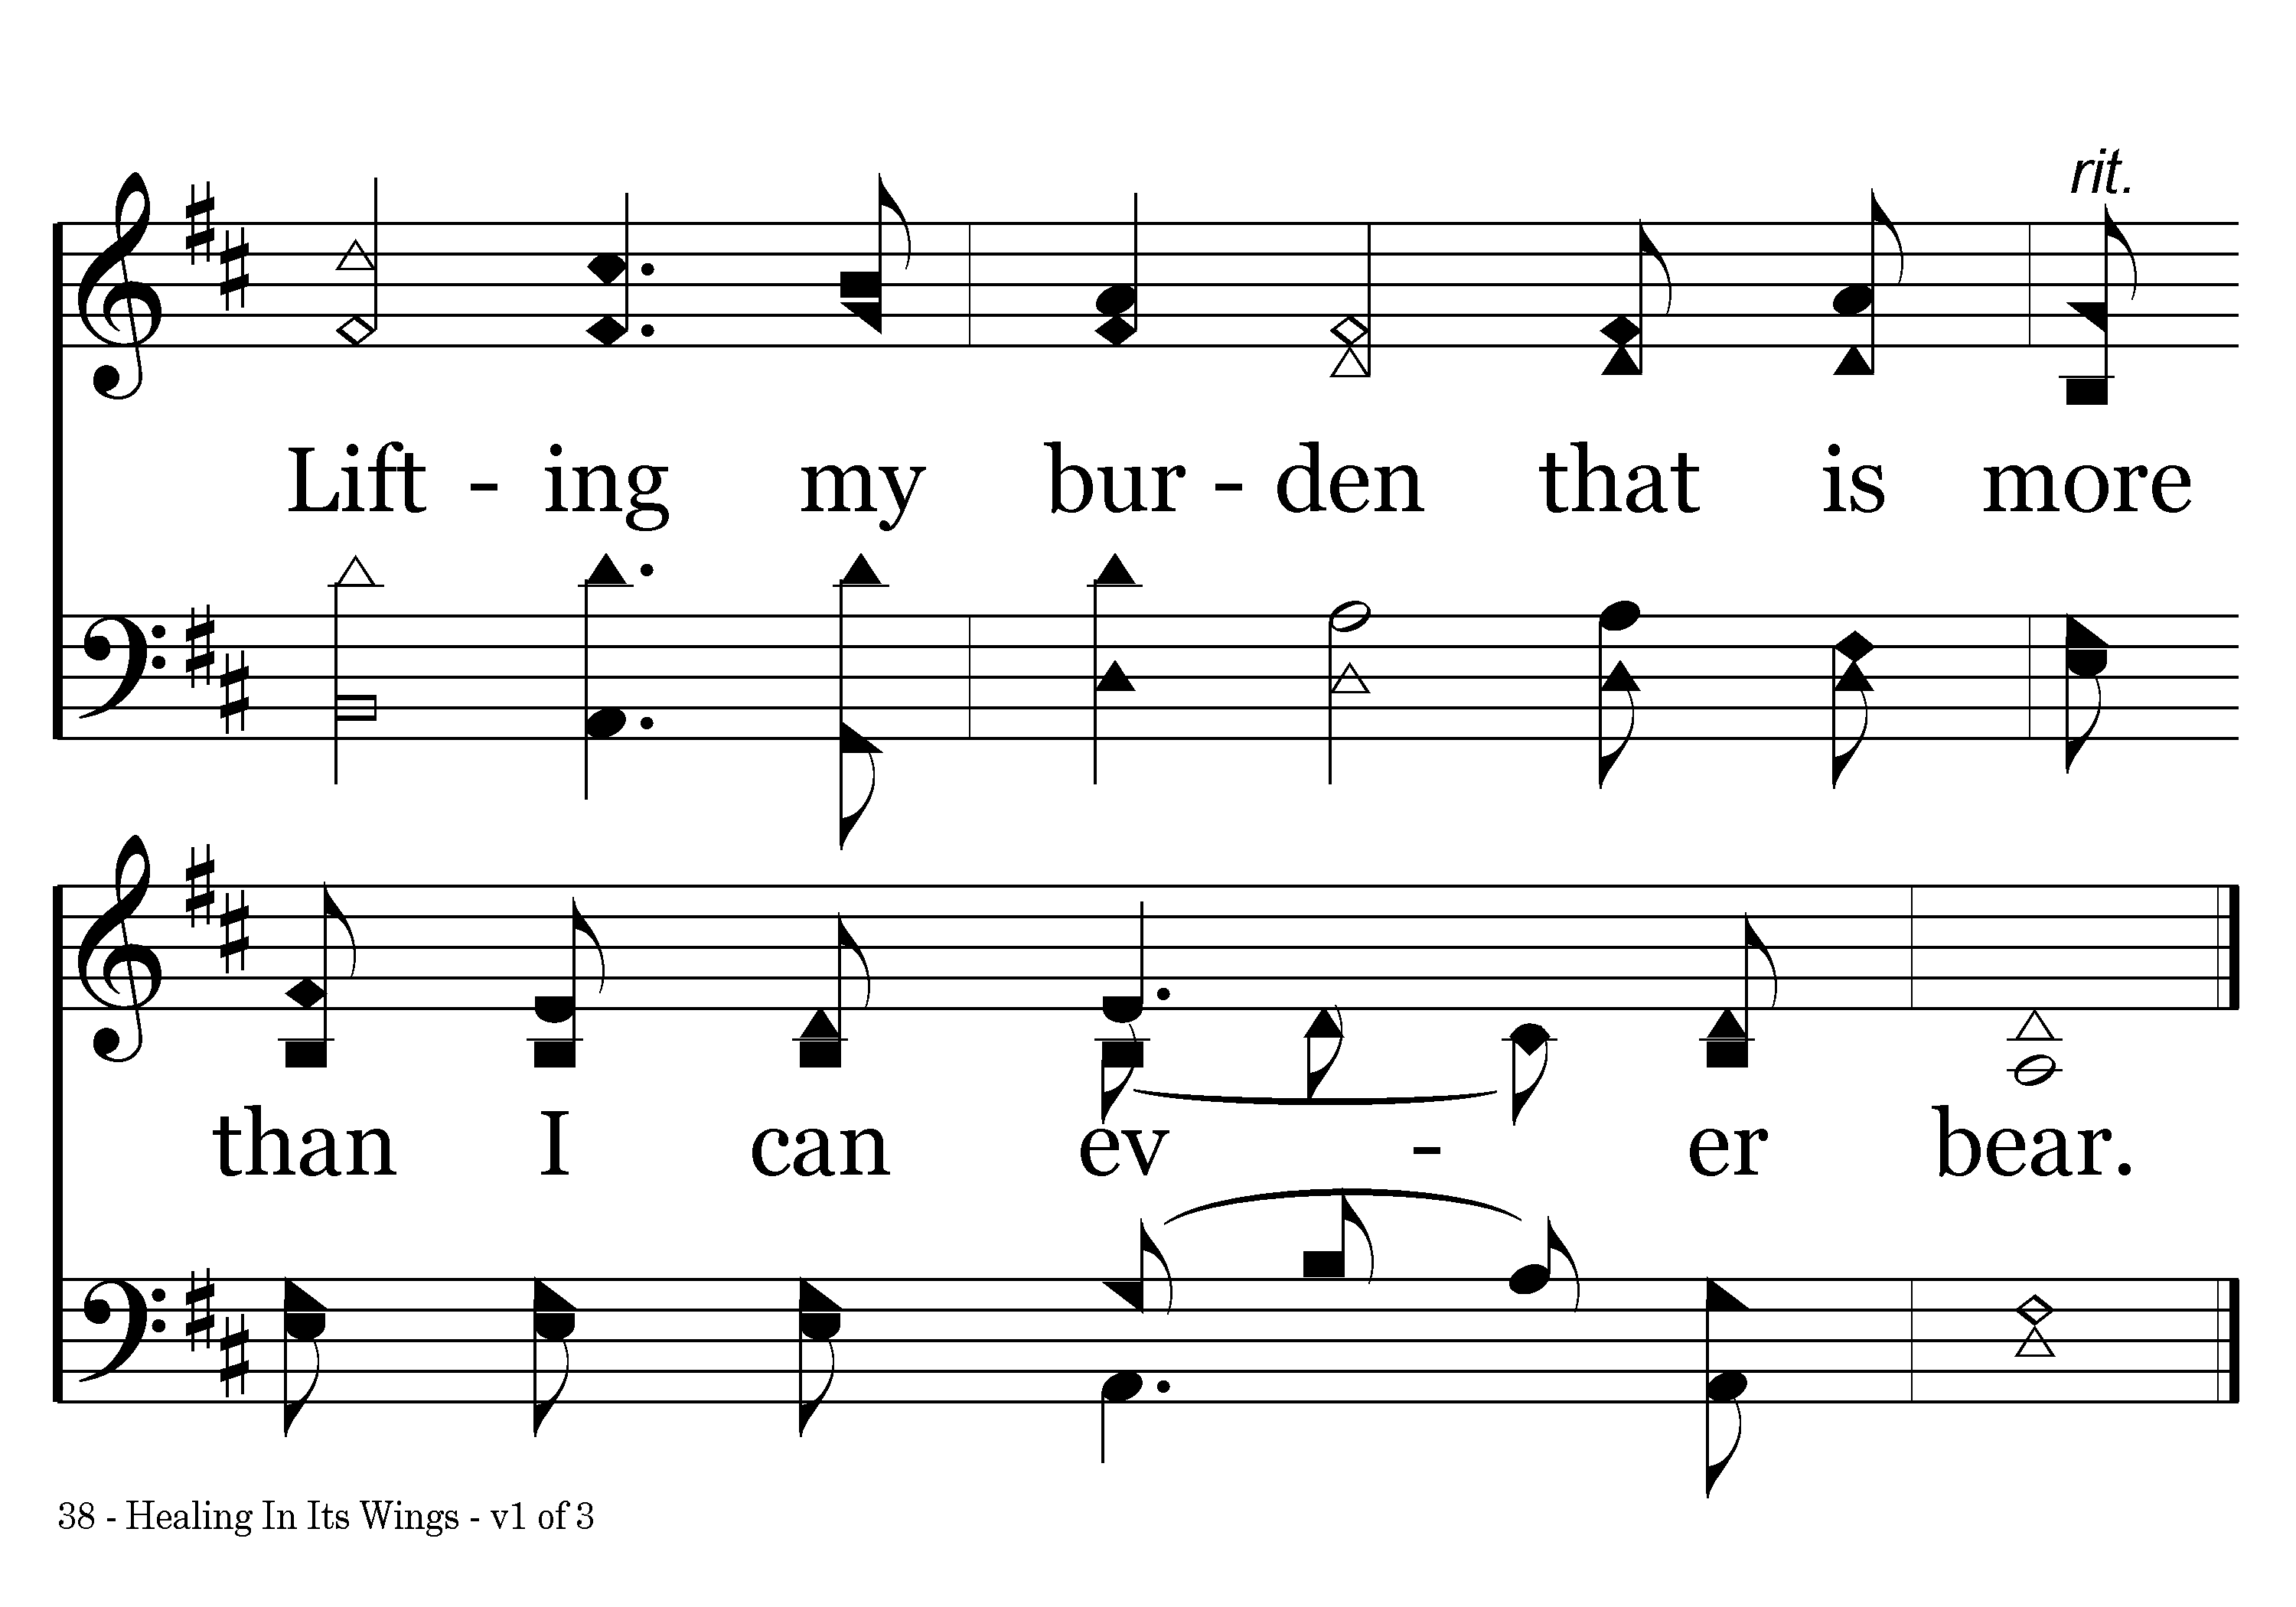 rit.
Lift - ing my bur - den that is more
than I can ev - er bear.
38 - Healing In Its Wings - v1 of 3